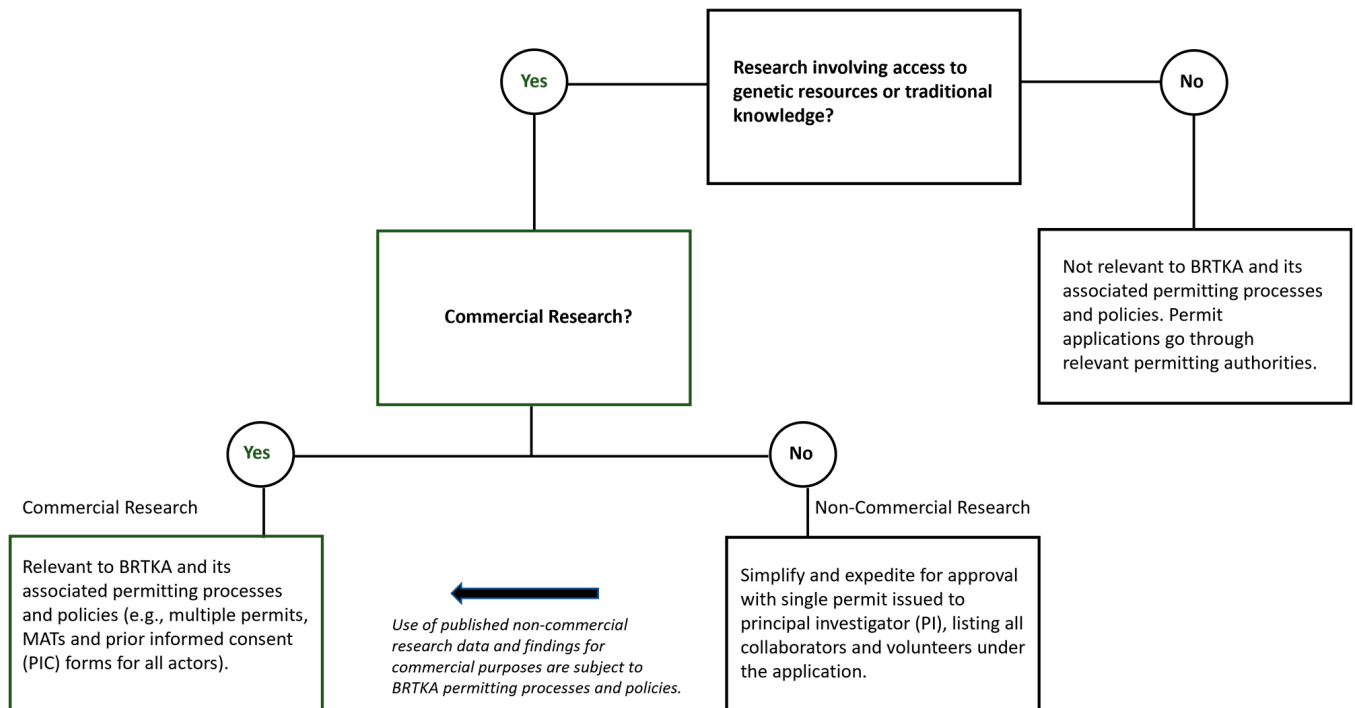 Yes
Research involving access to
genetic resources or traditional
knowledge?
No
Commercial Research?
Not relevant to BRTKA and its
associated permitting processes
and policies. Permit
applications go through
relevant permitting authorities.
Yes
No
Commercial Research
Non-Commercial Research
Relevant to BRTKA and its
associated permitting processes
and policies (e.g., multiple permits,
MATs and prior informed consent
(PIC) forms for all actors).
Use of published non-commercial
research data and findings for
commercial purposes are subject to
BRTKA permitting processes and policies.
Simplify and expedite for approval
with single permit issued to
principal investigator (PI), listing all
collaborators and volunteers under
the application.